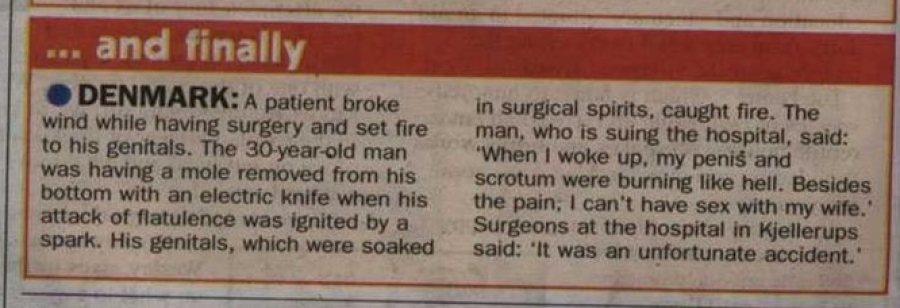 ... and finally
DENMARK: A patient broke
wind while having surgery and set fire
to his genitals. The 30-year-old man
was having a mole removed from his
bottom with an electric knife when his
attack of flatulence was ignited by a
spark. His genitals, which were soaked
in surgical spirits, caught fire. The
man, who is suing the hospital, said:
'When I woke up, my penis and
scrotum were burning like hell. Besides
the pain, I can't have sex with my wife.'
Surgeons at the hospital in Kjellerups
said: 'It was an unfortunate accident.'